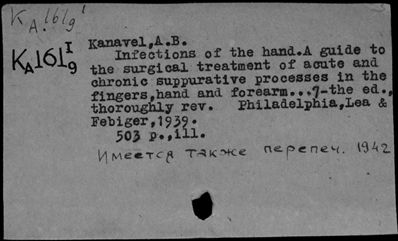 K A.161g'
Kanavel,A.B.
KA161 I 9
Infections of the hand.A guide to
the surgical treatment of acute and
chronic suppurative processes in the
fingers,hand and forearm...7-the ed.,
thoroughly rev. Philadelphia,Lea &
Febiger,1939.
503 p.,ill.
Имеется также перепеч. 1942